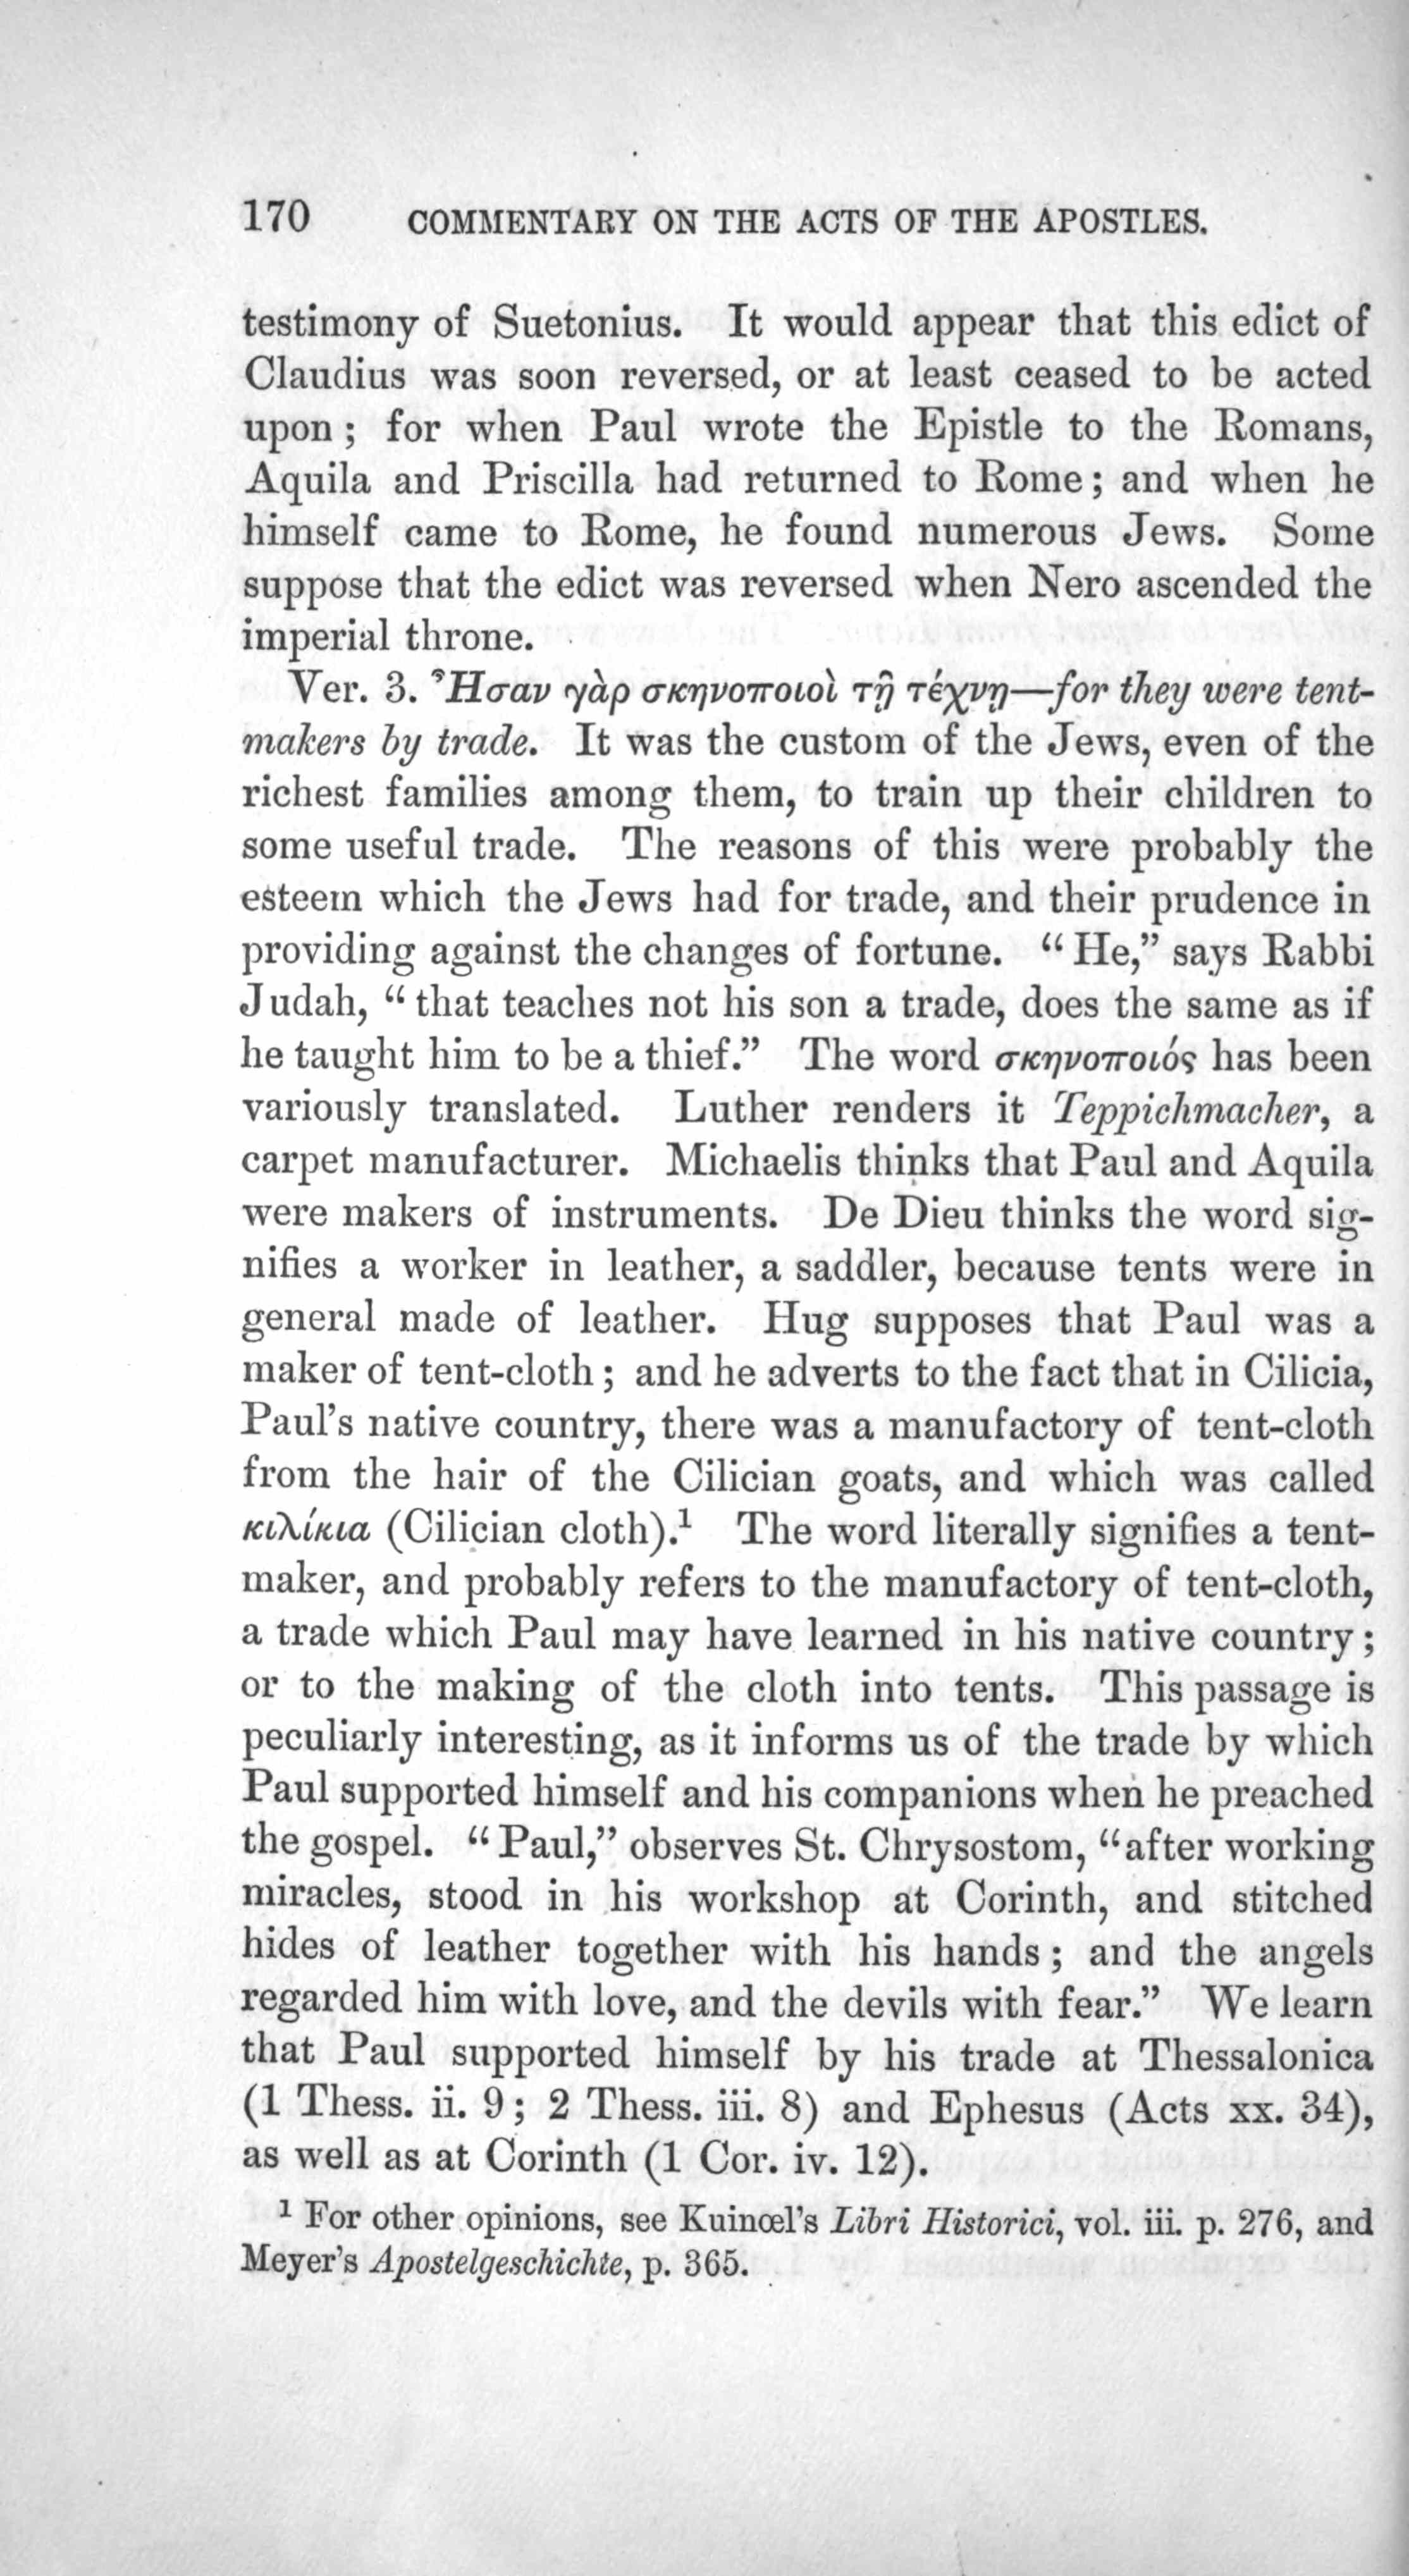 170 COMMENTARY ON THE ACTS OF THE APOSTLES.
testimony of Suetonius. It would appear that this edict of
Claudius was soon reversed, or at least ceased to be acted
upon; for when Paul wrote the Epistle to the Romans,
Aquila and Priscilla had returned to Rome; and when he
himself came to Rome, he found numerous Jews. Some
suppose that the edict was reversed when Nero ascended the
imperial throne.
Ver. 3. Ἦσαν γὰρ σκηνοποιοὶ τῇ τέχνῃ—for they were tent-
makers by trade. It was the custom of the Jews, even of the
richest families among them, to train up their children to
some useful trade. The reasons of this were probably the
esteem which the Jews had for trade, and their prudence in
providing against the changes of fortune. “He,” says Rabbi
Judah, “that teaches not his son a trade, does the same as if
he taught him to be a thief.” The word σκηνοποιός has been
variously translated. Luther renders it Teppichmacher, a
carpet manufacturer. Michaelis thinks that Paul and Aquila
were makers of instruments. De Dieu thinks the word sig-
nifies a worker in leather, a saddler, because tents were in
general made of leather. Hug supposes that Paul was a
maker of tent-cloth; and he adverts to the fact that in Cilicia,
Paul’s native country, there was a manufactory of tent-cloth
from the hair of the Cilician goats, and which was called
κιλίκια (Cilician cloth).¹ The word literally signifies a tent-
maker, and probably refers to the manufactory of tent-cloth,
a trade which Paul may have learned in his native country;
or to the making of the cloth into tents. This passage is
peculiarly interesting, as it informs us of the trade by which
Paul supported himself and his companions when he preached
the gospel. “Paul,” observes St. Chrysostom, “after working
miracles, stood in his workshop at Corinth, and stitched
hides of leather together with his hands; and the angels
regarded him with love, and the devils with fear.” We learn
that Paul supported himself by his trade at Thessalonica
(1 Thess. ii. 9; 2 Thess. iii. 8) and Ephesus (Acts xx. 34),
as well as at Corinth (1 Cor. iv. 12).
¹ For other opinions, see Kuinœl’s Libri Historici, vol. iii. p. 276, and
Meyer’s Apostelgeschichte, p. 365.